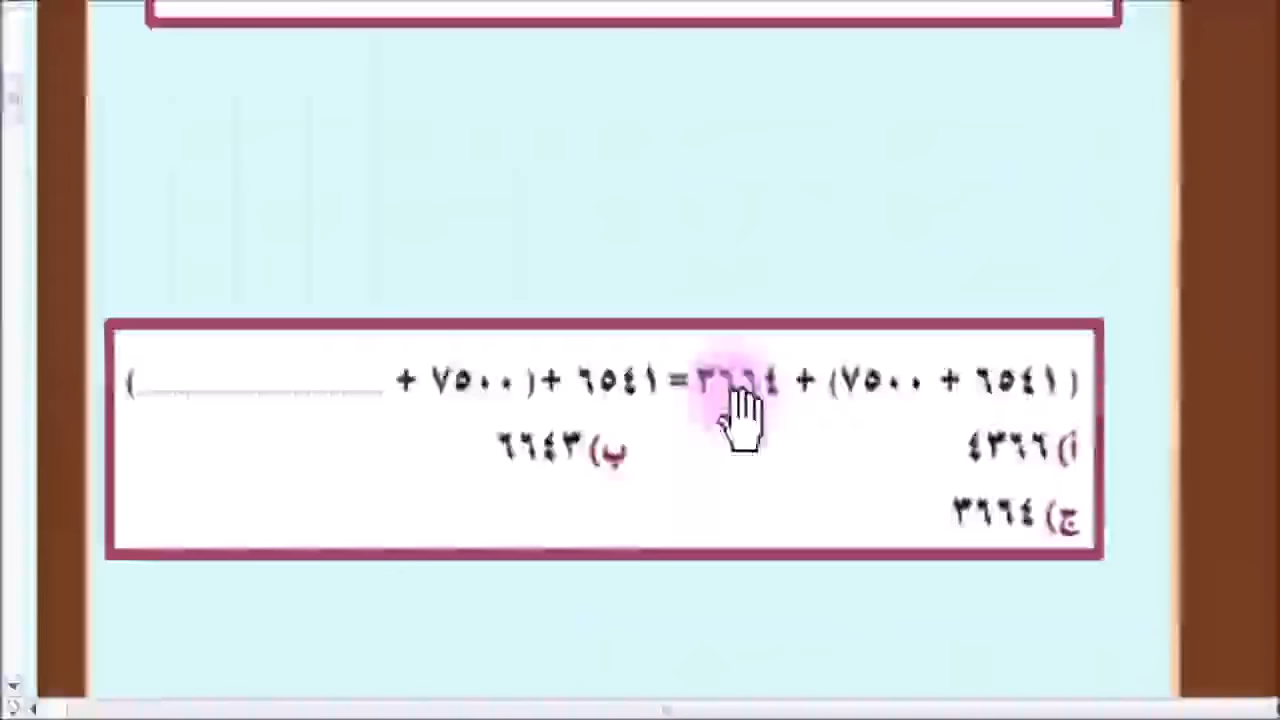 ( ٦٥٤١ + ٧٥٠٠) + ٣٦٦٤ = ٦٥٤١ + ( ٧٥٠٠ + .................... )
أ) ٤٣٦٦
ب) ٦٦٤٣
ج) ٣٦٦٤